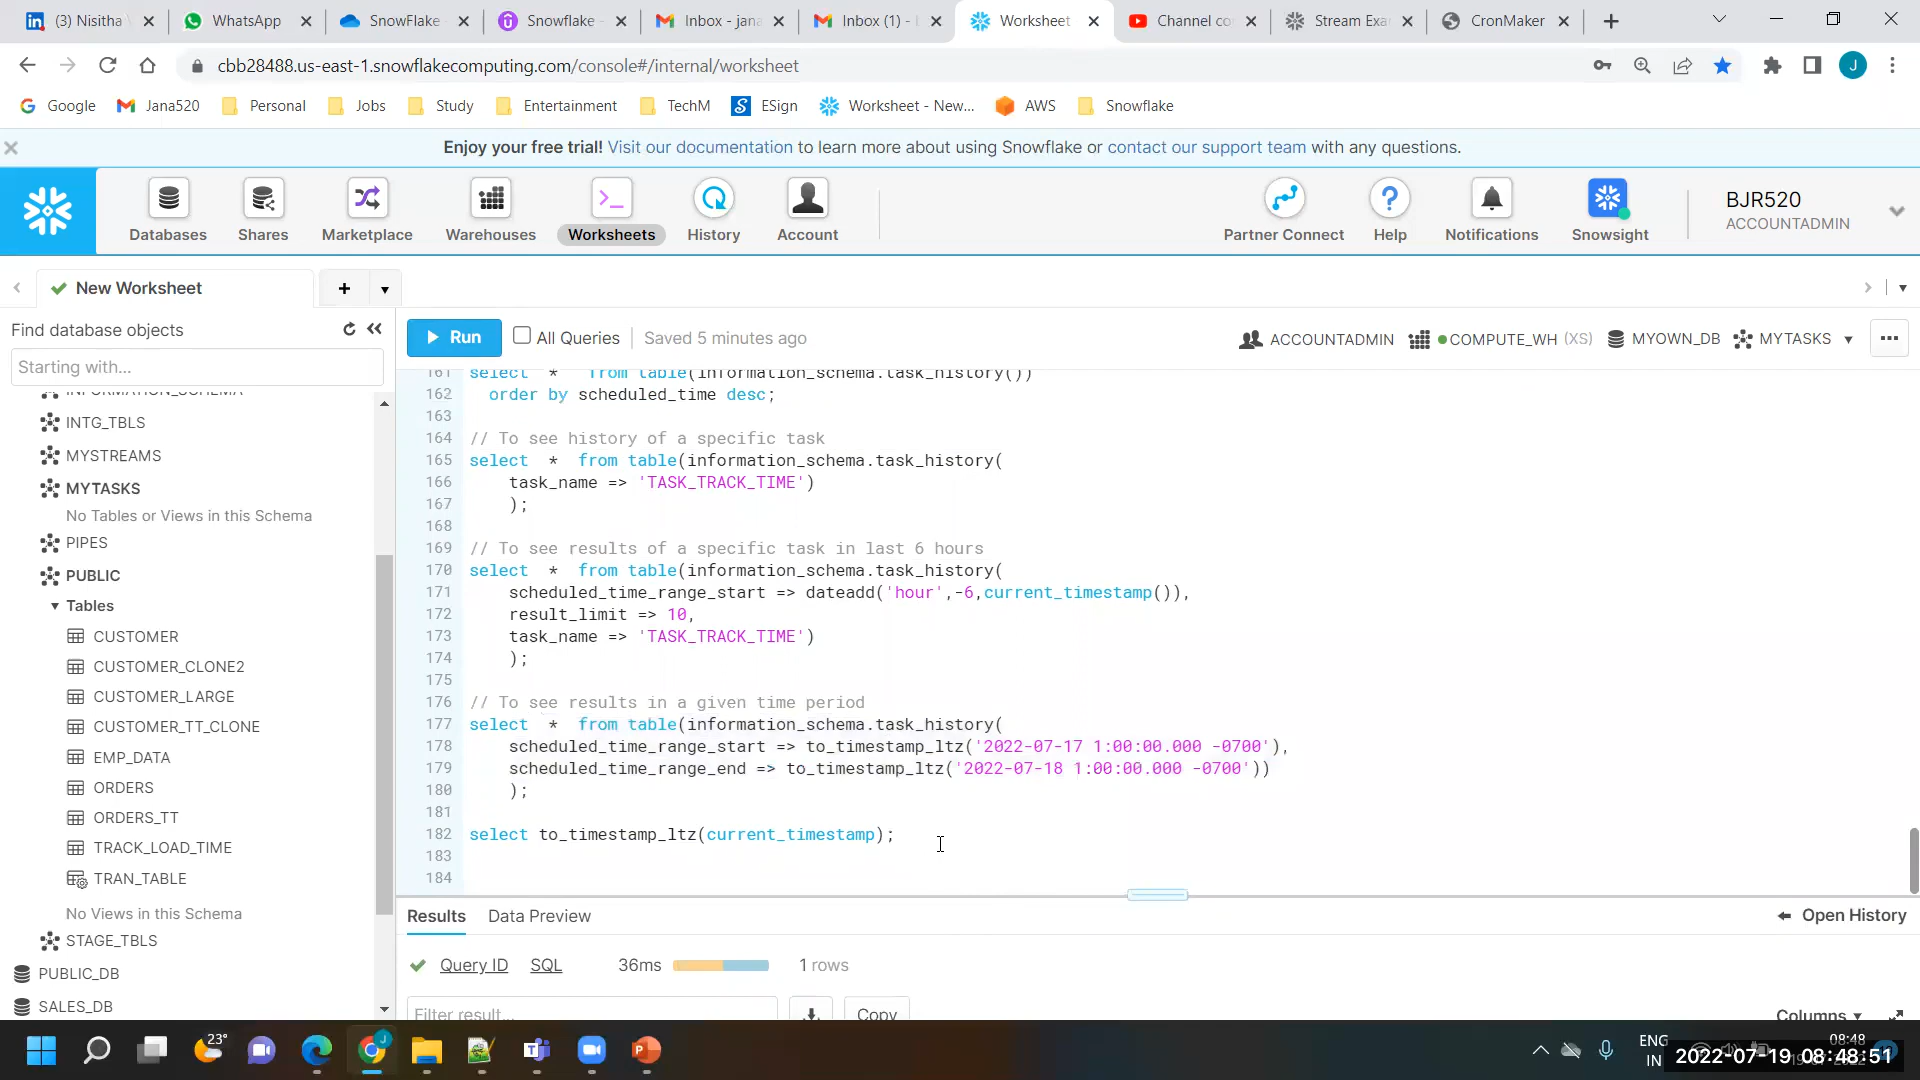 (3) Nisitha
WhatsApp
SnowFlake
Snowflake -
Inbox - jana
Inbox (1) -
Worksheet
Channel co
Stream Exa
CronMaker
cbb28488.us-east-1.snowflakecomputing.com/console#/internal/worksheet
J
Google
Jana520
Personal
Jobs
Study
Entertainment
TechM
ESign
Worksheet - New...
AWS
Snowflake
Enjoy your free trial! Visit our documentation to learn more about using Snowflake or contact our support team with any questions.
Databases
Shares
Marketplace
Warehouses
Worksheets
History
Account
Partner Connect
Help
Notifications
Snowsight
BJR520
ACCOUNTADMIN
New Worksheet
Find database objects
Starting with...
Run
All Queries
Saved 5 minutes ago
ACCOUNTADMIN
COMPUTE_WH (XS)
MYOWN_DB
MYTASKS
INFORMATION_SCHEMA
INTG_TBLS
MYSTREAMS
MYTASKS
No Tables or Views in this Schema
PIPES
PUBLIC
Tables
CUSTOMER
CUSTOMER_CLONE2
CUSTOMER_LARGE
CUSTOMER_TT_CLONE
EMP_DATA
ORDERS
ORDERS_TT
TRACK_LOAD_TIME
TRAN_TABLE
No Views in this Schema
STAGE_TBLS
PUBLIC_DB
SALES_DB
161 select * from table(information_schema.task_history())
162 order by scheduled_time desc;
163
164 // To see history of a specific task
165 select * from table(information_schema.task_history(
166 task_name => 'TASK_TRACK_TIME')
167 );
168
169 // To see results of a specific task in last 6 hours
170 select * from table(information_schema.task_history(
171 scheduled_time_range_start => dateadd('hour',-6,current_timestamp()),
172 result_limit => 10,
173 task_name => 'TASK_TRACK_TIME')
174 );
175
176 // To see results in a given time period
177 select * from table(information_schema.task_history(
178 scheduled_time_range_start => to_timestamp_ltz('2022-07-17 1:00:00.000 -0700'),
179 scheduled_time_range_end => to_timestamp_ltz('2022-07-18 1:00:00.000 -0700'))
180 );
181
182 select to_timestamp_ltz(current_timestamp);
183
184
Results
Data Preview
Open History
Query ID
SQL
36ms
1 rows
Filter result...
Copy
Columns
23°
ENG
IN
08:48
2022-07-19 08:48:51